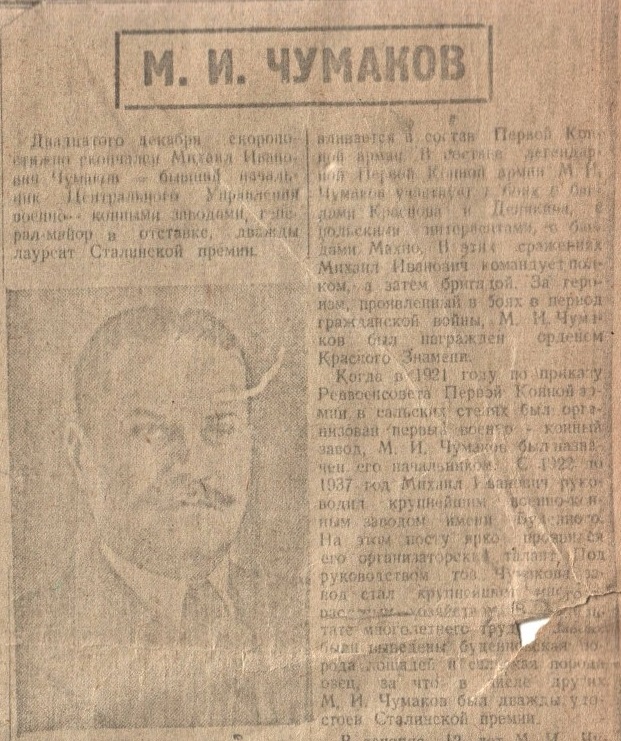 М. И. ЧУМАКОВ
Двадцатого декабря скоропо-
стижно скончался Михаил Ивано-
вич Чумаков — бывший началь-
ник Центрального Управления
военно-конными заводами, гене-
рал-майор в отставке, дважды
лауреат Сталинской премии.
вливается в состав Первой Кон-
ной армии. В составе легендар-
ной Первой Конной армии М. И.
Чумаков участвует в боях с бан-
дами Краснова и Деникина, с
польскими интервентами, с бан-
дами Махно. В этих сражениях
Михаил Иванович командует пол-
ком, а затем бригадой. За геро-
изм, проявленный в боях в период
гражданской войны, М. И. Чума-
ков был награжден орденом
Красного Знамени.
Когда в 1921 году по приказу
Реввоенсовета Первой Конной ар-
мии в сальских степях был орга-
низован первый военно-конный
завод, М. И. Чумаков был назна-
чен его начальником. С 1922 по
1937 год Михаил Иванович руко-
водил крупнейшим военно-кон-
ным заводом имени Буденного.
На этом посту ярко проявился
его организаторский талант. Под
руководством тов. Чумакова за-
вод стал крупнейшим
хозяйством. В
тате многолетнего труда
были выведены буденновская по-
рода лошадей и порода
овец, за что в числе других
М. И. Чумаков был дважды удо-
стоен Сталинской премии.
В течение 12 лет М. И. Чу-